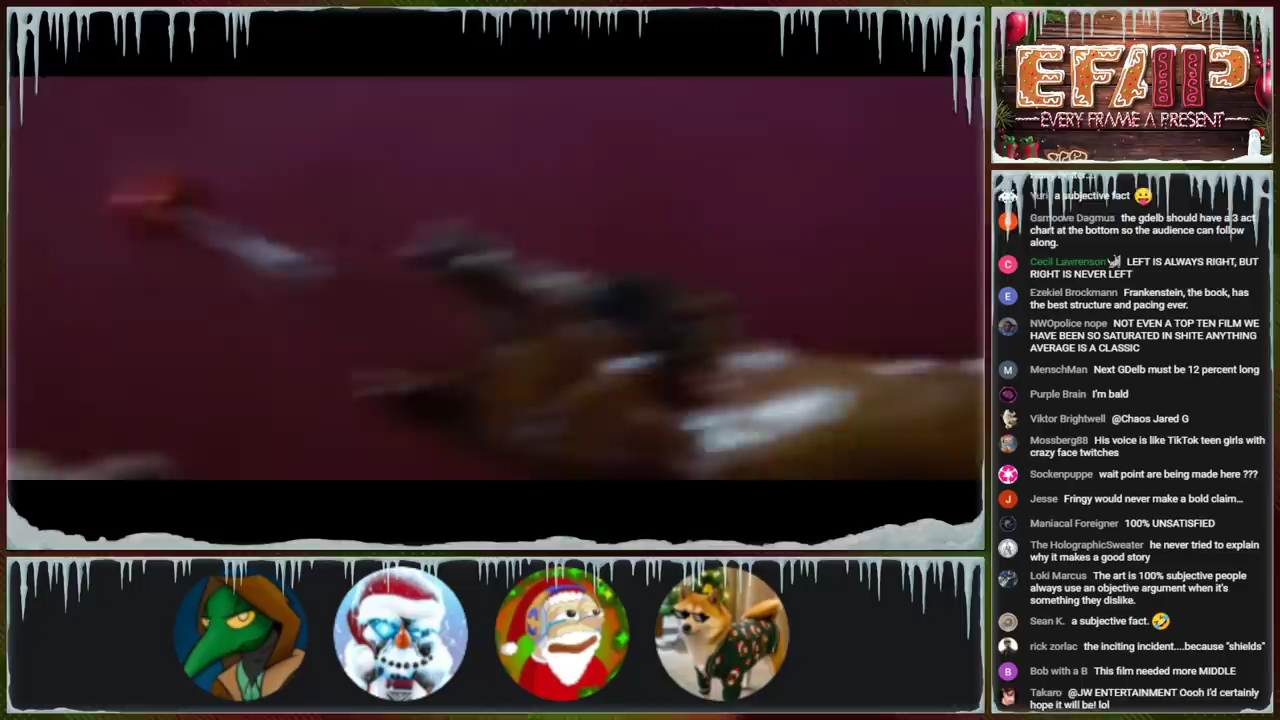 EFAP
EVERY FRAME A PRESENT
Yuri a subjective fact
Gsmoove Dagmus the gdelb should have a 3 act
chart at the bottom so the audience can follow
along.
Cecil Lawrenson LEFT IS ALWAYS RIGHT, BUT
RIGHT IS NEVER LEFT
Ezekiel Brockmann Frankenstein, the book, has
the best structure and pacing ever.
NWOpolice nope NOT EVEN A TOP TEN FILM WE
HAVE BEEN SO SATURATED IN SHITE ANYTHING
AVERAGE IS A CLASSIC
MenschMan Next GDelb must be 12 percent long
Purple Brain I'm bald
Viktor Brightwell @Chaos Jared G
Mossberg88 His voice is like TikTok teen girls with
crazy face twitches
Sockenpuppe wait point are being made here ???
Jesse Fringy would never make a bold claim...
Maniacal Foreigner 100% UNSATISFIED
The HolographicSweater he never tried to explain
why it makes a good story
Loki Marcus The art is 100% subjective people
always use an objective argument when it's
something they dislike.
Sean K. a subjective fact.
rick zorlac the inciting incident....because "shields"
Bob with a B This film needed more MIDDLE
Takaro @JW ENTERTAINMENT Oooh I'd certainly
hope it will be! lol